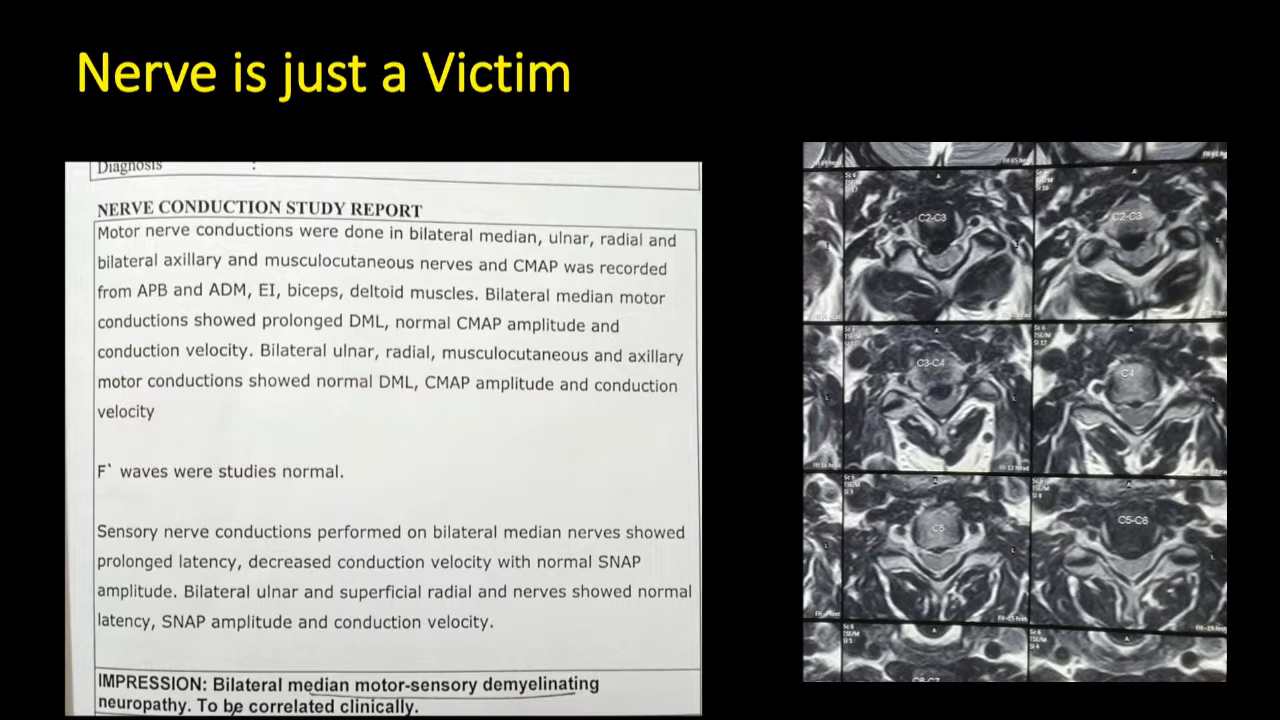 Nerve is just a Victim
Diagnosis :
NERVE CONDUCTION STUDY REPORT
Motor nerve conductions were done in bilateral median, ulnar, radial and
bilateral axillary and musculocutaneous nerves and CMAP was recorded
from APB and ADM, EI, biceps, deltoid muscles. Bilateral median motor
conductions showed prolonged DML, normal CMAP amplitude and
conduction velocity. Bilateral ulnar, radial, musculocutaneous and axillary
motor conductions showed normal DML, CMAP amplitude and conduction
velocity
F` waves were studies normal.
Sensory nerve conductions performed on bilateral median nerves showed
prolonged latency, decreased conduction velocity with normal SNAP
amplitude. Bilateral ulnar and superficial radial and nerves showed normal
latency, SNAP amplitude and conduction velocity.
IMPRESSION: Bilateral median motor-sensory demyelinating
neuropathy. To be correlated clinically.
C2-C3
C2-C3
C3-C4
C4
C5
C5-C6